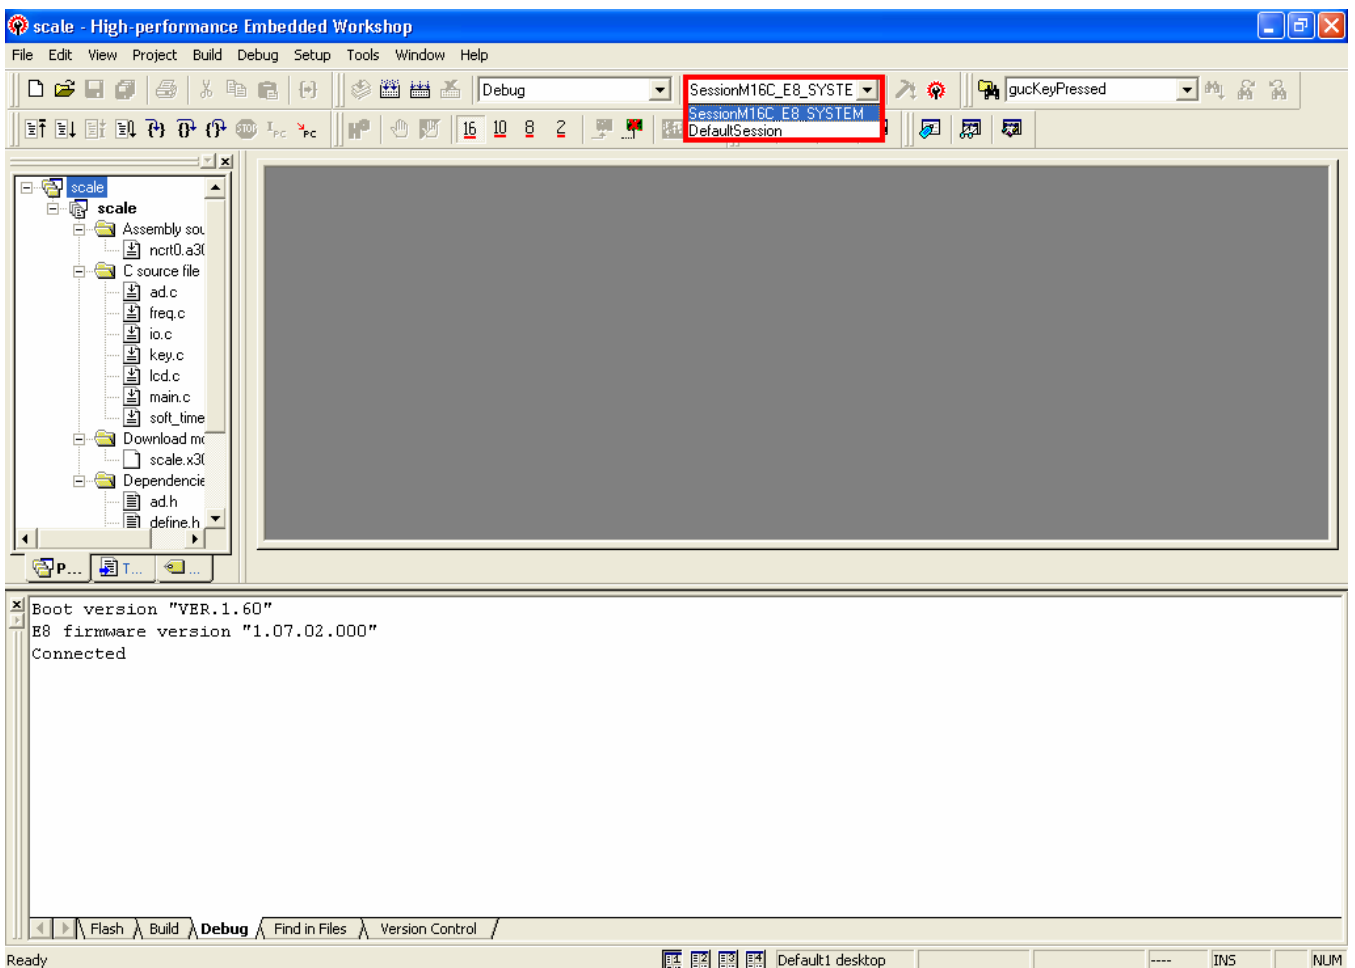 scale - High-performance Embedded Workshop
File Edit View Project Build Debug Setup Tools Window Help
Debug SessionM16C_E8_SYSTE gucKeyPressed
SessionM16C_E8_SYSTEM
DefaultSession
16 10 8 2
scale
scale
Assembly sou
ncrt0.a3(
C source file
ad.c
freq.c
io.c
key.c
lcd.c
main.c
soft_time
Download mo
scale.x3(
Dependencie
ad.h
define.h
P... T... ...
Boot version "VER.1.60"
E8 firmware version "1.07.02.000"
Connected
Flash Build Debug Find in Files Version Control
Ready Default1 desktop ---- INS NUM